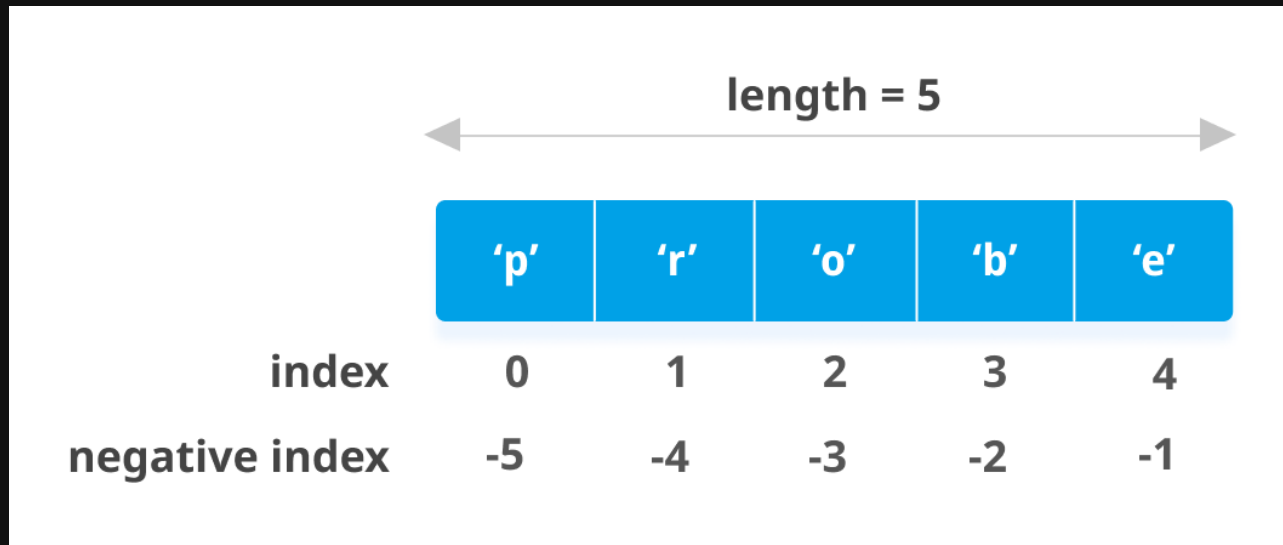 length = 5
‘p’ ‘r’ ‘o’ ‘b’ ‘e’
index 0 1 2 3 4
negative index -5 -4 -3 -2 -1